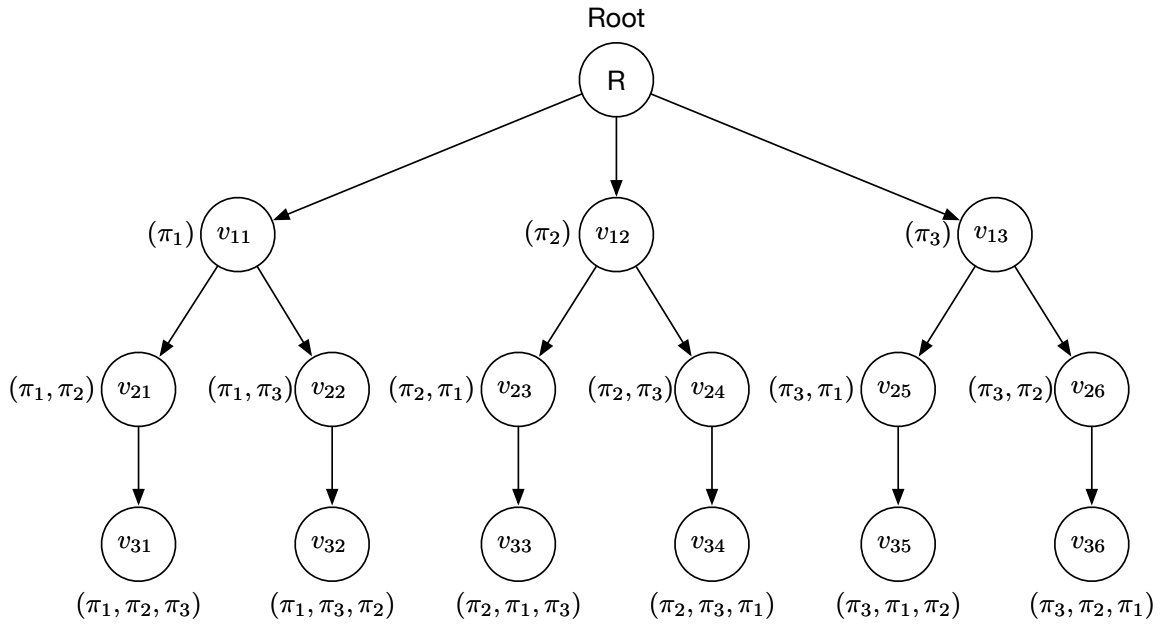 Root
R
(π₁) v₁₁ (π₂) v₁₂ (π₃) v₁₃
(π₁, π₂) v₂₁ (π₁, π₃) v₂₂ (π₂, π₁) v₂₃ (π₂, π₃) v₂₄ (π₃, π₁) v₂₅ (π₃, π₂) v₂₆
v₃₁ v₃₂ v₃₃ v₃₄ v₃₅ v₃₆
(π₁, π₂, π₃) (π₁, π₃, π₂) (π₂, π₁, π₃) (π₂, π₃, π₁) (π₃, π₁, π₂) (π₃, π₂, π₁)